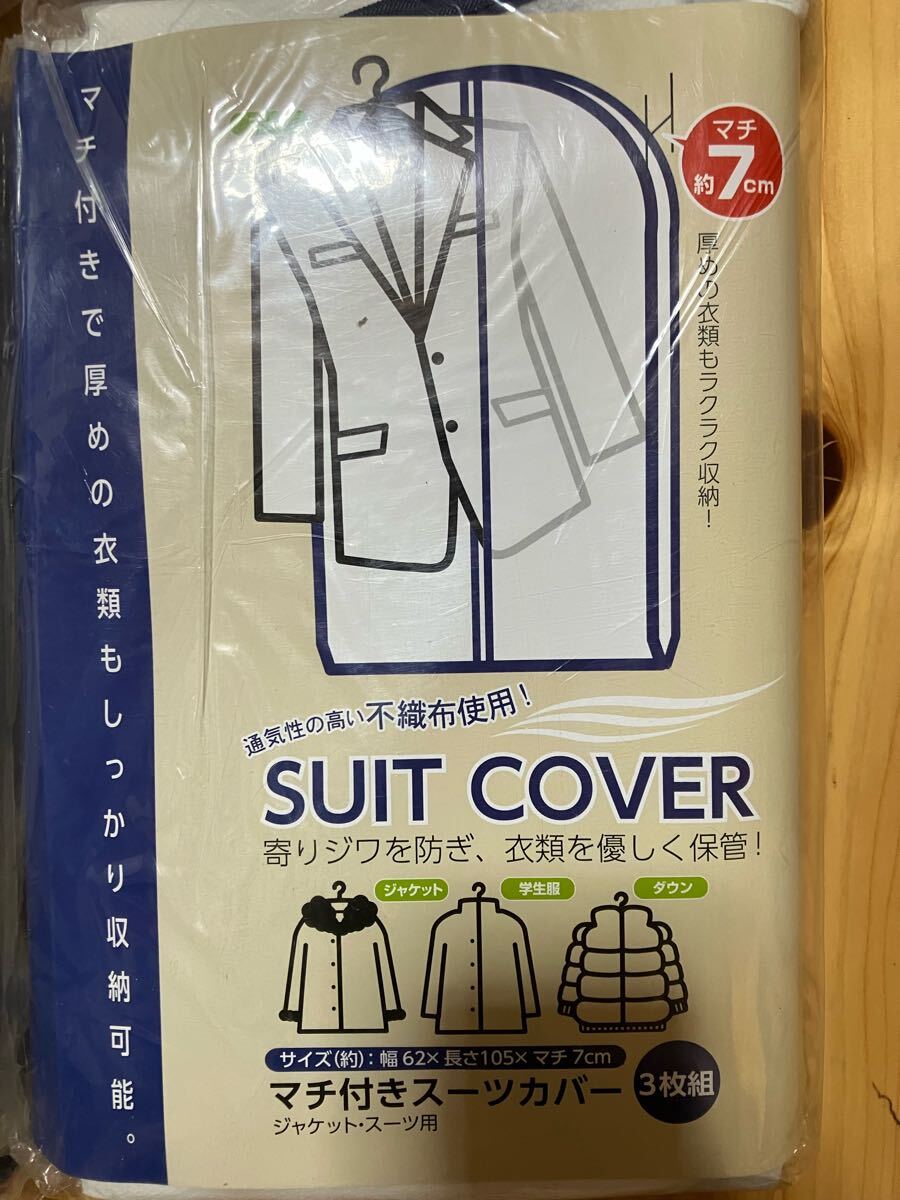 マチ付きで厚めの衣類もしっかり収納可能。
マチ
約7cm
厚めの衣類もラクラク収納！
通気性の高い不織布使用！
SUIT COVER
寄りジワを防ぎ、衣類を優しく保管！
ジャケット
学生服
ダウン
サイズ（約）：幅62×長さ105×マチ7cm
マチ付きスーツカバー
3枚組
ジャケット・スーツ用